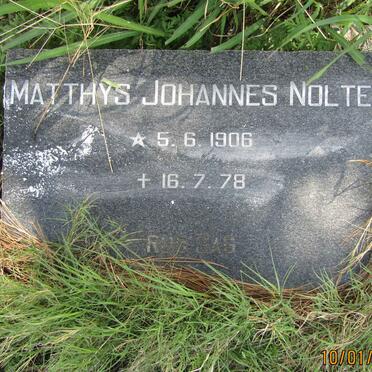 MATTHYS JOHANNES NOLTE
★ 5. 6. 1906
+ 16. 7. 78
10/01/